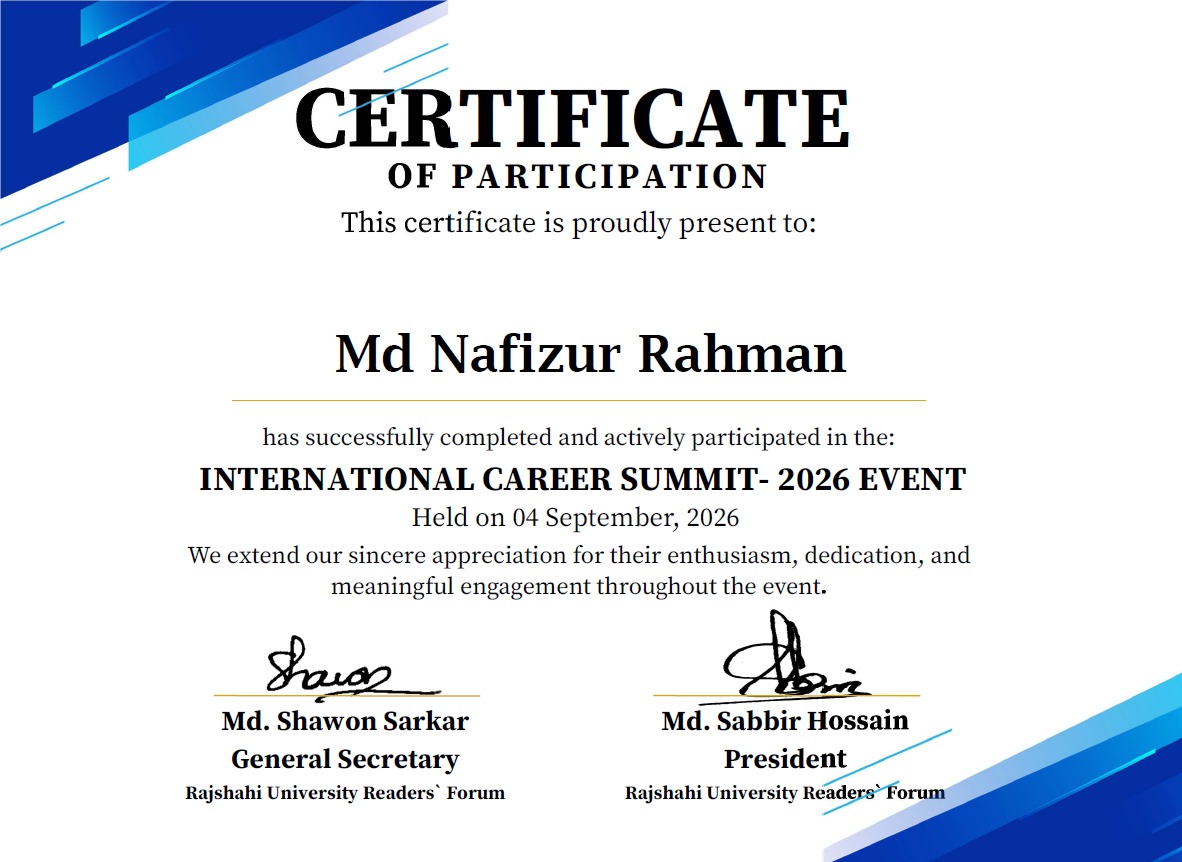 CERTIFICATE
OF PARTICIPATION
This certificate is proudly present to:
Md Nafizur Rahman
has successfully completed and actively participated in the:
INTERNATIONAL CAREER SUMMIT- 2026 EVENT
Held on 04 September, 2026
We extend our sincere appreciation for their enthusiasm, dedication, and
meaningful engagement throughout the event.
Shawon
Md. Shawon Sarkar
General Secretary
Rajshahi University Readers` Forum
Md. Sabbir Hossain
President
Rajshahi University Readers` Forum